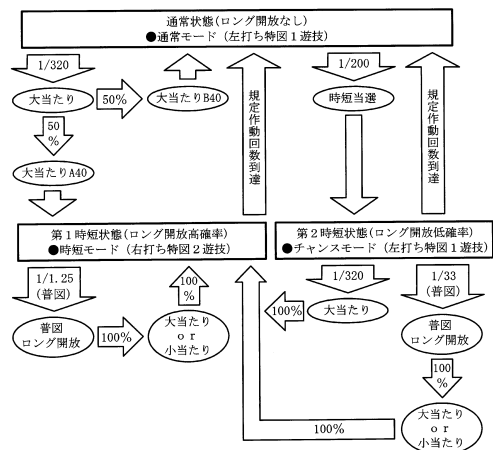 通常状態(ロング開放なし)
●通常モード(左打ち特図1遊技)
1/320
大当たり
50%
大当たりB40
50
%
大当たりA40
規定作動回数到達
1/200
時短当選
規定作動回数到達
第1時短状態(ロング開放高確率)
●時短モード(右打ち特図2遊技)
1/1.25
(普図)
普図
ロング開放
100%
大当たり
or
小当たり
100
%
第2時短状態(ロング開放低確率)
●チャンスモード(左打ち特図1遊技)
1/320
大当たり
100%
1/33
(普図)
普図
ロング開放
100
%
大当たり
or
小当たり
100%